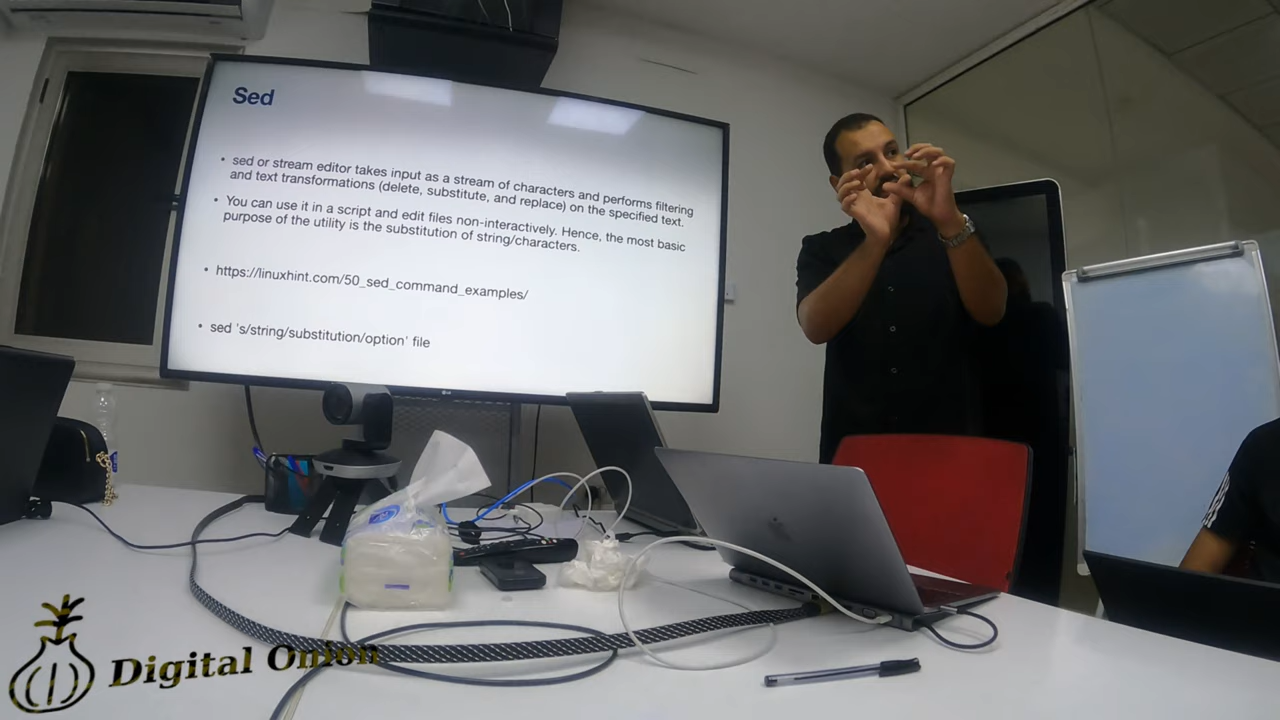 Sed
• sed or stream editor takes input as a stream of characters and performs filtering
and text transformations (delete, substitute, and replace) on the specified text.
• You can use it in a script and edit files non-interactively. Hence, the most basic
purpose of the utility is the substitution of string/characters.
• https://linuxhint.com/50_sed_command_examples/
• sed 's/string/substitution/option' file
LG
Digital Onion